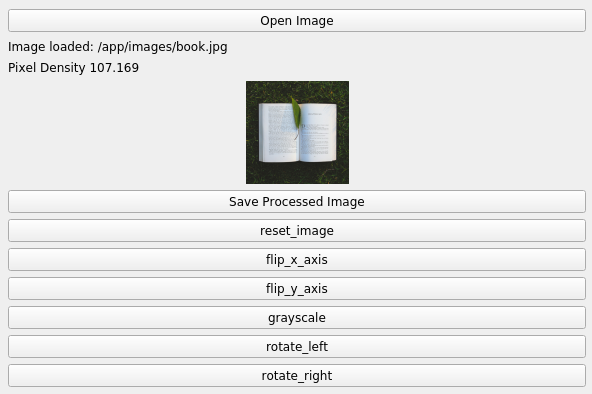 Open Image
Image loaded: /app/images/book.jpg
Pixel Density 107.169
Save Processed Image
reset_image
flip_x_axis
flip_y_axis
grayscale
rotate_left
rotate_right